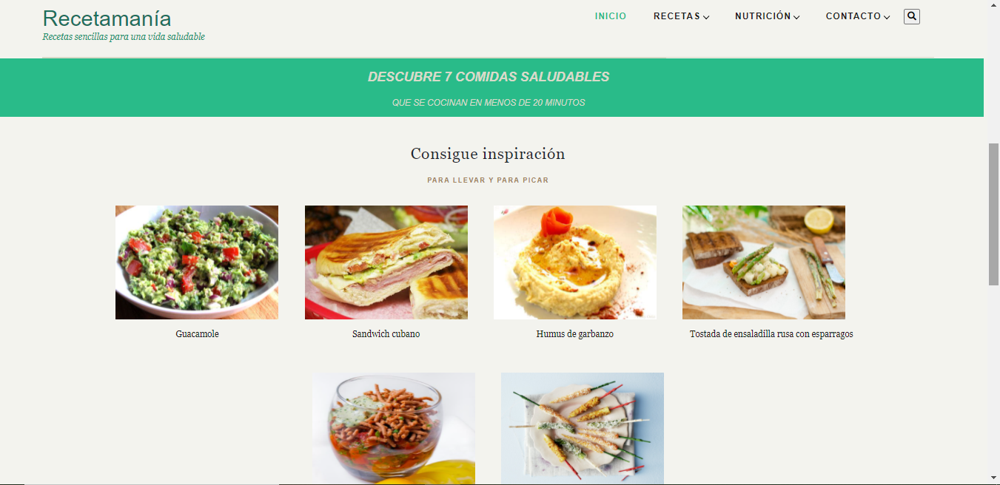 Recetamanía
Recetas sencillas para una vida saludable
INICIO RECETAS NUTRICIÓN CONTACTO
DESCUBRE 7 COMIDAS SALUDABLES
QUE SE COCINAN EN MENOS DE 20 MINUTOS
Consigue inspiración
PARA LLEVAR Y PARA PICAR
Guacamole
Sandwich cubano
Humus de garbanzo
Tostada de ensaladilla rusa con esparragos